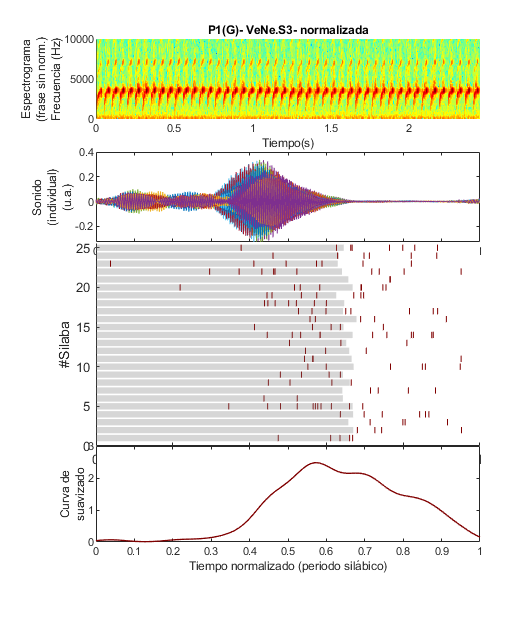 P1(G)- VeNe.S3- normalizada
Espectrograma
(frase sin norm.)
Frecuencia (Hz)
10000
5000
0
0 0.5 1 1.5 2
Tiempo(s)
Sonido
(individual)
(u.a.)
0.4
0.2
0
-0.2
#Sílaba
25
20
15
10
5
0
Curva de
suavizado
3
2
1
0
0 0.1 0.2 0.3 0.4 0.5 0.6 0.7 0.8 0.9 1
Tiempo normalizado (periodo silábico)